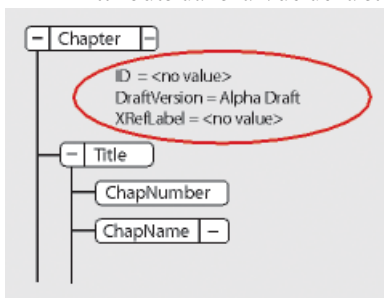 Chapter
ID = <no value>
DraftVersion = Alpha Draft
XRefLabel = <no value>
Title
ChapNumber
ChapName